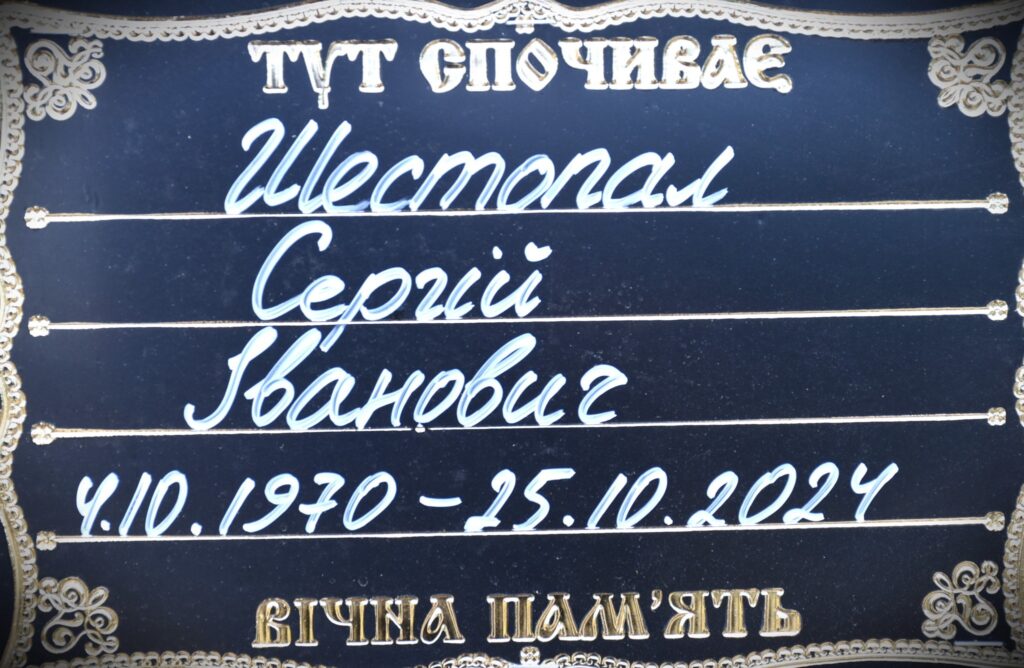 ТУТ СПОЧИВАЄ
Шестопал
Сергій
Іванович
4.10.1970 – 25.10.2024
ВІЧНА ПАМ'ЯТЬ